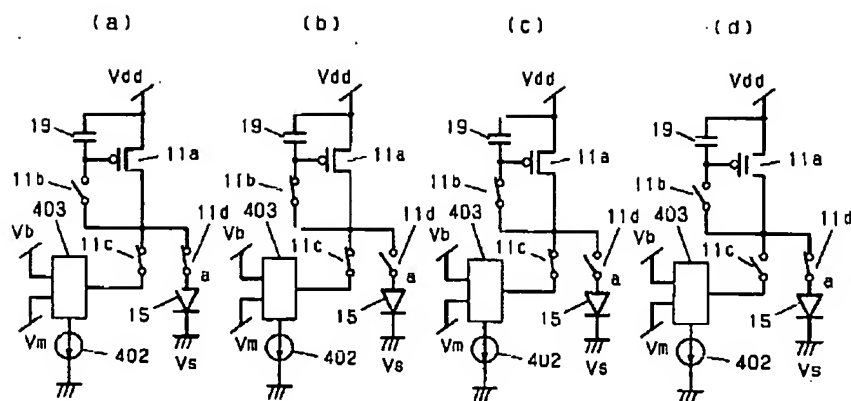 (a) (b) (c) (d)
Vdd Vdd Vdd Vdd
19 19 19 19
11a 11a 11a 11a
11b 11b 11b 11b
403 11d 403 11d 403 11d 403 11d
Vb 11c Vb 11c Vb 11c Vb 11c
a a a a
15 15 15 15
Vm 402 Vs Vm 402 Vs Vm 402 Vs Vm 402 Vs